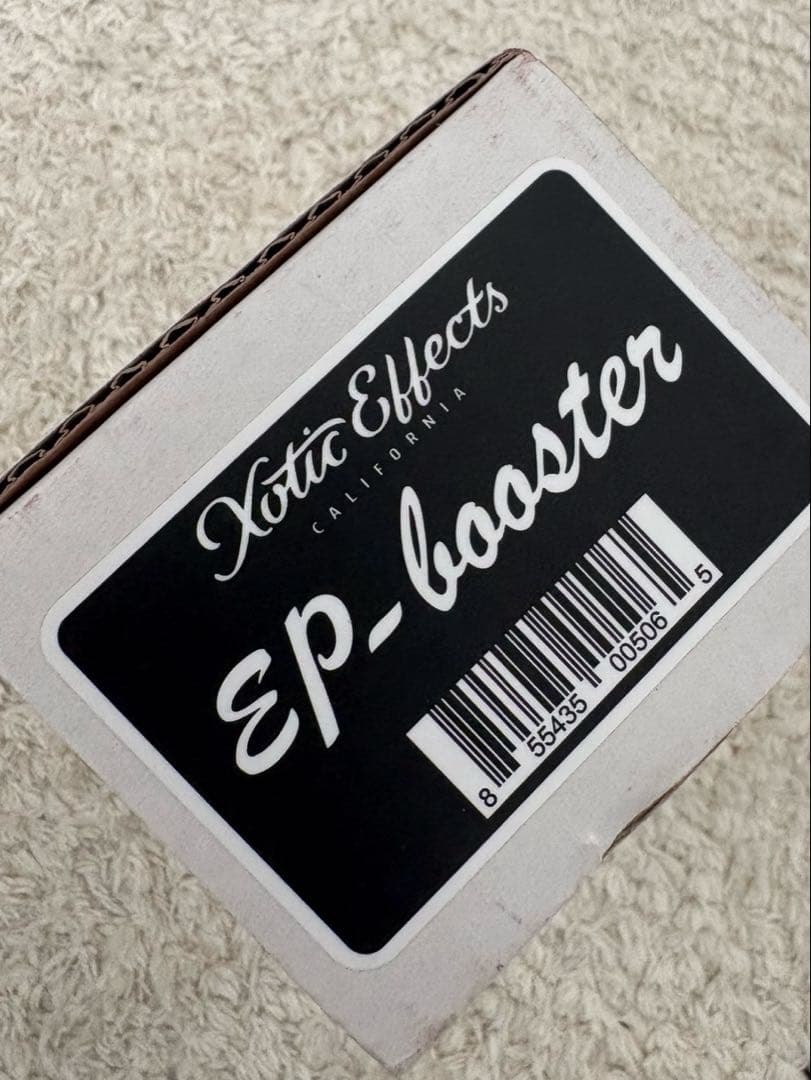 Xotic Effects
CALIFORNIA
EP-booster
8 55435 00506 5